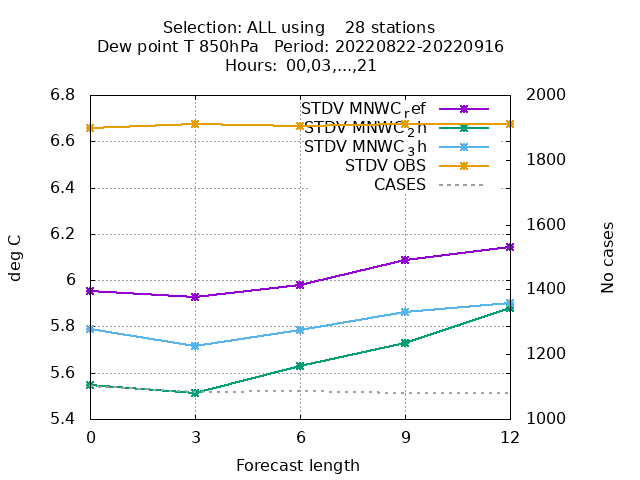 Selection: ALL using 28 stations
Dew point T 850hPa Period: 20220822-20220916
Hours: 00,03,...,21
6.8
6.6
6.4
6.2
6
5.8
5.6
5.4
2000
1800
1600
1400
1200
1000
STDV MNWC_ref
STDV MNWC_2h
STDV MNWC_3h
STDV OBS
CASES
deg C
No cases
0 3 6 9 12
Forecast length